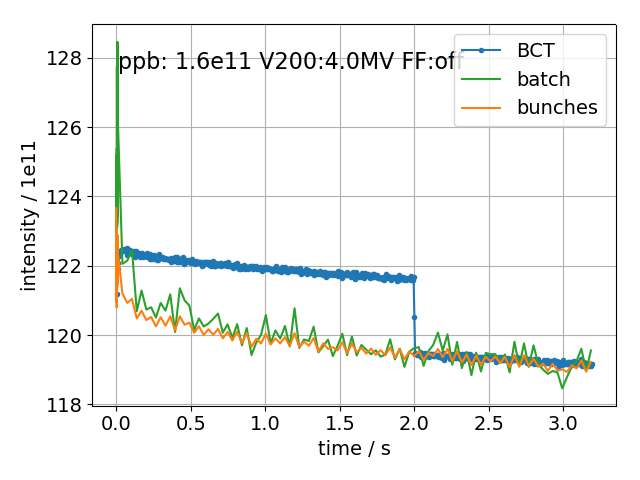 ppb: 1.6e11 V200:4.0MV FF:off
BCT
batch
bunches
128
126
124
122
120
118
intensity / 1e11
0.0 0.5 1.0 1.5 2.0 2.5 3.0
time / s